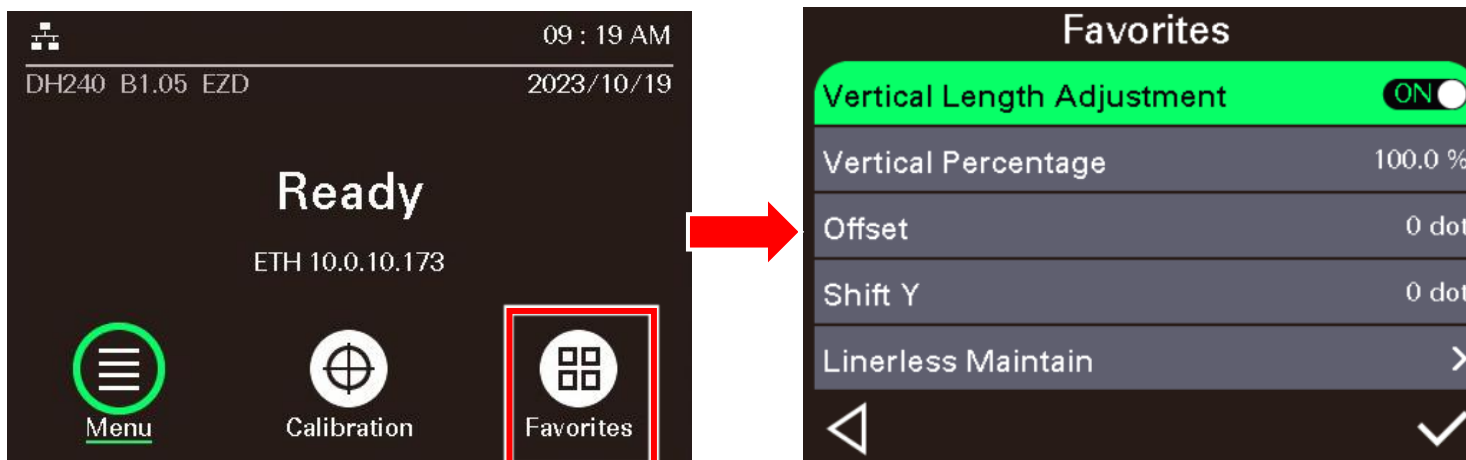 09 : 19 AM
DH240 B1.05 EZD 2023/10/19
Ready
ETH 10.0.10.173
Menu Calibration Favorites
Favorites
Vertical Length Adjustment ON
Vertical Percentage 100.0 %
Offset 0 dot
Shift Y 0 dot
Linerless Maintain